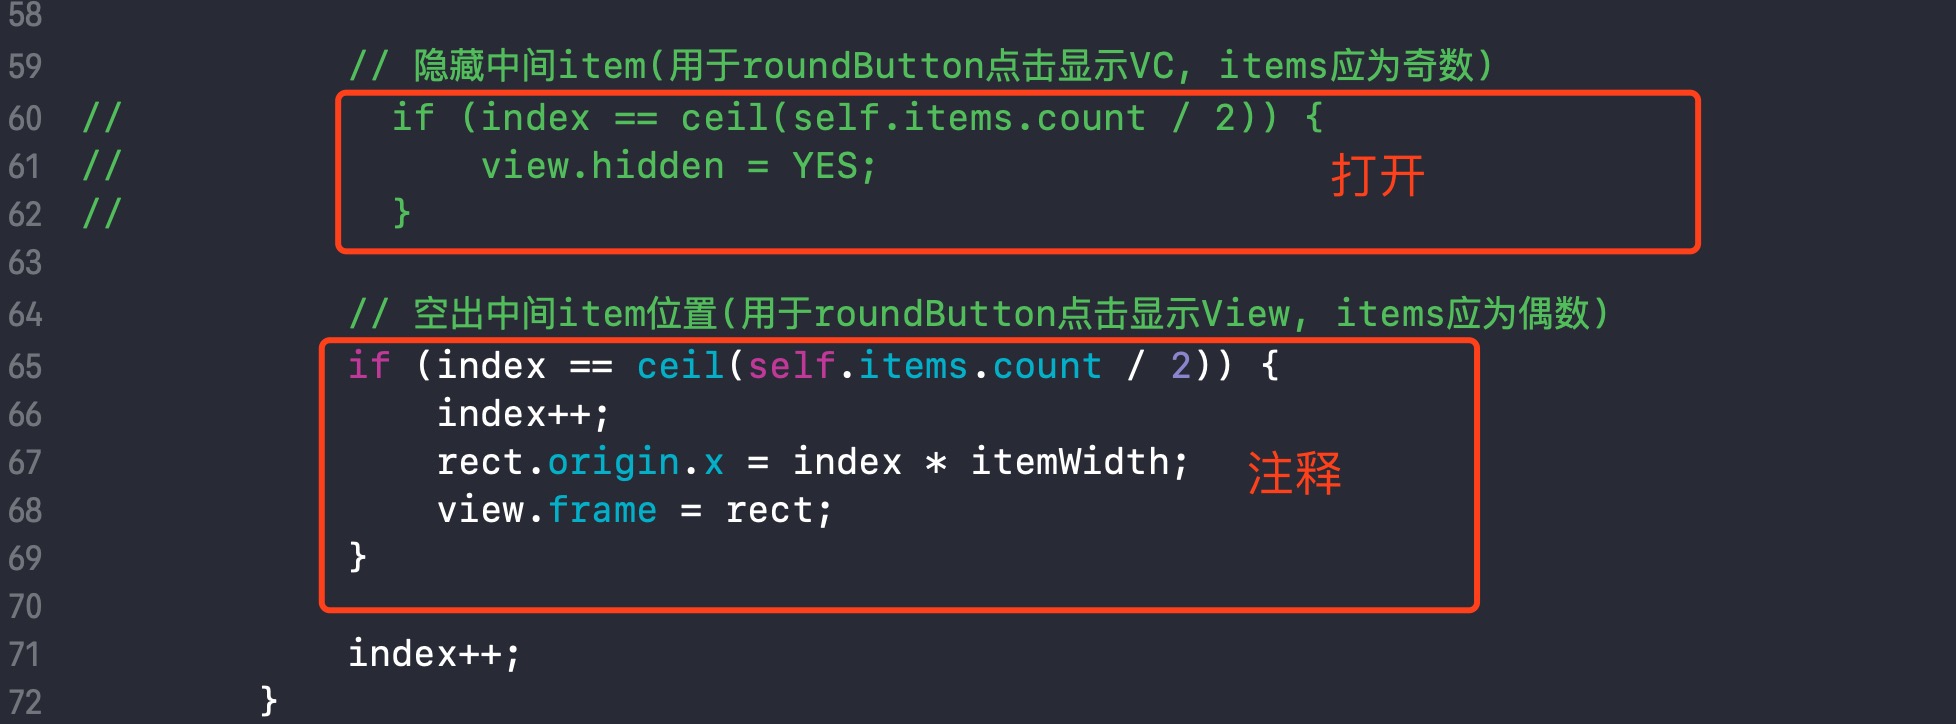 58
59 // 隐藏中间item(用于roundButton点击显示VC, items应为奇数)
60 // if (index == ceil(self.items.count / 2)) {
61 // view.hidden = YES;
打开
62 // }
63
64 // 空出中间item位置(用于roundButton点击显示View, items应为偶数)
65 if (index == ceil(self.items.count / 2)) {
66 index++;
67 rect.origin.x = index * itemWidth;
注释
68 view.frame = rect;
69 }
70
71 index++;
72 }